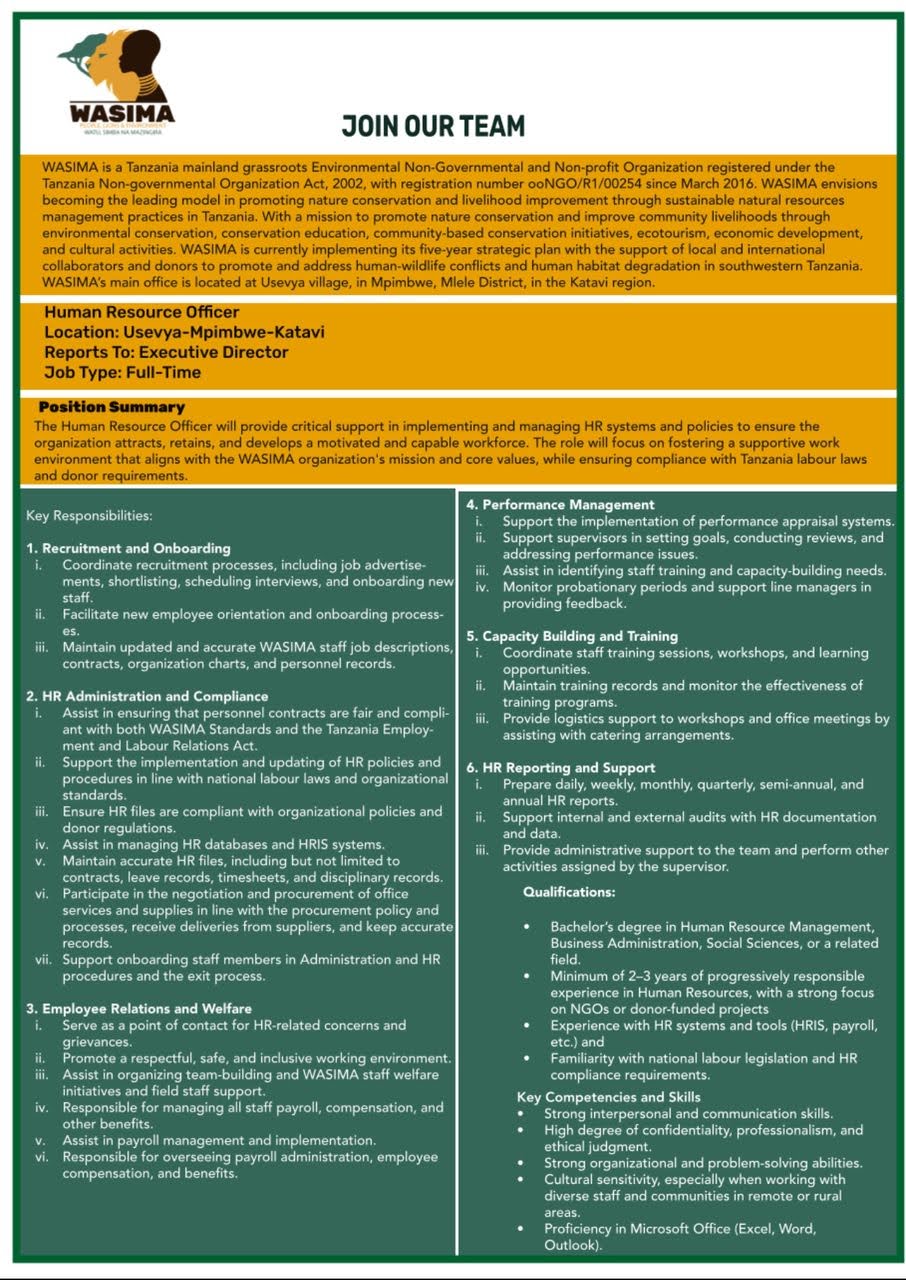 WASIMA
PEOPLE, LIONS & ENVIRONMENT
WATU, SIMBA NA MAZINGIRA
JOIN OUR TEAM
WASIMA is a Tanzania mainland grassroots Environmental Non-Governmental and Non-profit Organization registered under the
Tanzania Non-governmental Organization Act, 2002, with registration number ooNGO/R1/00254 since March 2016. WASIMA envisions
becoming the leading model in promoting nature conservation and livelihood improvement through sustainable natural resources
management practices in Tanzania. With a mission to promote nature conservation and improve community livelihoods through
environmental conservation, conservation education, community-based conservation initiatives, ecotourism, economic development,
and cultural activities. WASIMA is currently implementing its five-year strategic plan with the support of local and international
collaborators and donors to promote and address human-wildlife conflicts and human habitat degradation in southwestern Tanzania.
WASIMA's main office is located at Usevya village, in Mpimbwe, Mlele District, in the Katavi region.
Human Resource Officer
Location: Usevya-Mpimbwe-Katavi
Reports To: Executive Director
Job Type: Full-Time
Position Summary
The Human Resource Officer will provide critical support in implementing and managing HR systems and policies to ensure the
organization attracts, retains, and develops a motivated and capable workforce. The role will focus on fostering a supportive work
environment that aligns with the WASIMA organization's mission and core values, while ensuring compliance with Tanzania labour laws
and donor requirements.
Key Responsibilities:
1. Recruitment and Onboarding
i. Coordinate recruitment processes, including job advertise-
ments, shortlisting, scheduling interviews, and onboarding new
staff.
ii. Facilitate new employee orientation and onboarding process-
es.
iii. Maintain updated and accurate WASIMA staff job descriptions,
contracts, organization charts, and personnel records.
2. HR Administration and Compliance
i. Assist in ensuring that personnel contracts are fair and compli-
ant with both WASIMA Standards and the Tanzania Employ-
ment and Labour Relations Act.
ii. Support the implementation and updating of HR policies and
procedures in line with national labour laws and organizational
standards.
iii. Ensure HR files are compliant with organizational policies and
donor regulations.
iv. Assist in managing HR databases and HRIS systems.
v. Maintain accurate HR files, including but not limited to
contracts, leave records, timesheets, and disciplinary records.
vi. Participate in the negotiation and procurement of office
services and supplies in line with the procurement policy and
processes, receive deliveries from suppliers, and keep accurate
records.
vii. Support onboarding staff members in Administration and HR
procedures and the exit process.
3. Employee Relations and Welfare
i. Serve as a point of contact for HR-related concerns and
grievances.
ii. Promote a respectful, safe, and inclusive working environment.
iii. Assist in organizing team-building and WASIMA staff welfare
initiatives and field staff support.
iv. Responsible for managing all staff payroll, compensation, and
other benefits.
v. Assist in payroll management and implementation.
vi. Responsible for overseeing payroll administration, employee
compensation, and benefits.
4. Performance Management
i. Support the implementation of performance appraisal systems.
ii. Support supervisors in setting goals, conducting reviews, and
addressing performance issues.
iii. Assist in identifying staff training and capacity-building needs.
iv. Monitor probationary periods and support line managers in
providing feedback.
5. Capacity Building and Training
i. Coordinate staff training sessions, workshops, and learning
opportunities.
ii. Maintain training records and monitor the effectiveness of
training programs.
iii. Provide logistics support to workshops and office meetings by
assisting with catering arrangements.
6. HR Reporting and Support
i. Prepare daily, weekly, monthly, quarterly, semi-annual, and
annual HR reports.
ii. Support internal and external audits with HR documentation
and data.
iii. Provide administrative support to the team and perform other
activities assigned by the supervisor.
Qualifications:
• Bachelor's degree in Human Resource Management,
Business Administration, Social Sciences, or a related
field.
• Minimum of 2–3 years of progressively responsible
experience in Human Resources, with a strong focus
on NGOs or donor-funded projects
• Experience with HR systems and tools (HRIS, payroll,
etc.) and
• Familiarity with national labour legislation and HR
compliance requirements.
Key Competencies and Skills
• Strong interpersonal and communication skills.
• High degree of confidentiality, professionalism, and
ethical judgment.
• Strong organizational and problem-solving abilities.
• Cultural sensitivity, especially when working with
diverse staff and communities in remote or rural
areas.
• Proficiency in Microsoft Office (Excel, Word,
Outlook).